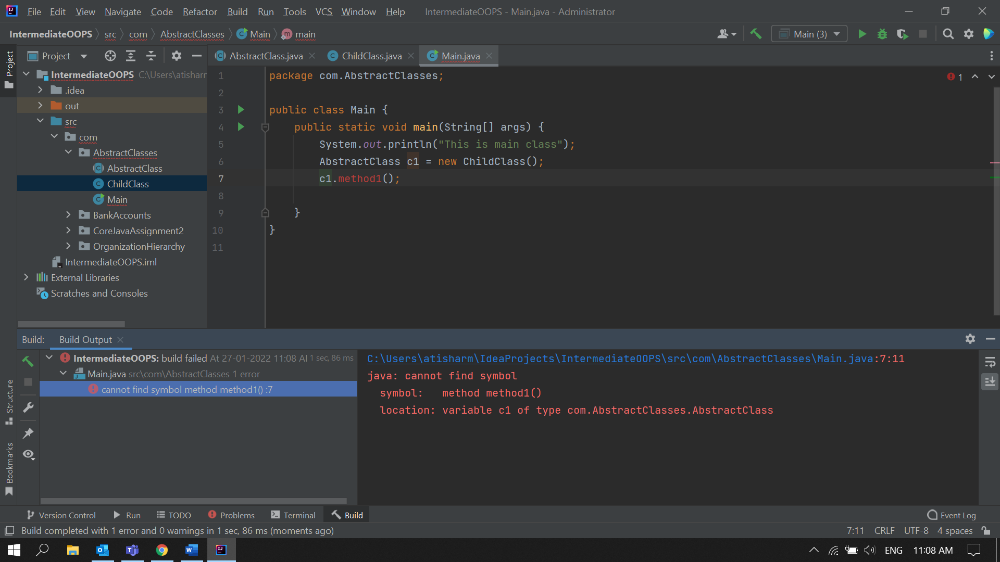 File Edit View Navigate Code Refactor Build Run Tools VCS Window Help IntermediateOOPS - Main.java - Administrator
IntermediateOOPS src com AbstractClasses Main main Main (3)
Project AbstractClass.java ChildClass.java Main.java
Project
IntermediateOOPS C:\Users\atisharr
.idea
out
src
com
AbstractClasses
AbstractClass
ChildClass
Main
BankAccounts
CoreJavaAssignment2
OrganizationHierarchy
IntermediateOOPS.iml
External Libraries
Scratches and Consoles
1 package com.AbstractClasses;
1
2
3 public class Main {
4 public static void main(String[] args) {
5 System.out.println("This is main class");
6 AbstractClass c1 = new ChildClass();
7 c1.method1();
8
9 }
10 }
11
Build: Build Output
IntermediateOOPS: build failed At 27-01-2022 11:08 AI 1 sec, 86 ms
Main.java src\com\AbstractClasses 1 error
cannot find symbol method method1() :7
C:\Users\atisharm\IdeaProjects\IntermediateOOPS\src\com\AbstractClasses\Main.java:7:11
java: cannot find symbol
symbol: method method1()
location: variable c1 of type com.AbstractClasses.AbstractClass
Structure
Bookmarks
Version Control Run TODO Problems Terminal Build Event Log
Build completed with 1 error and 0 warnings in 1 sec, 86 ms (moments ago) 7:11 CRLF UTF-8 4 spaces
ENG 11:08 AM